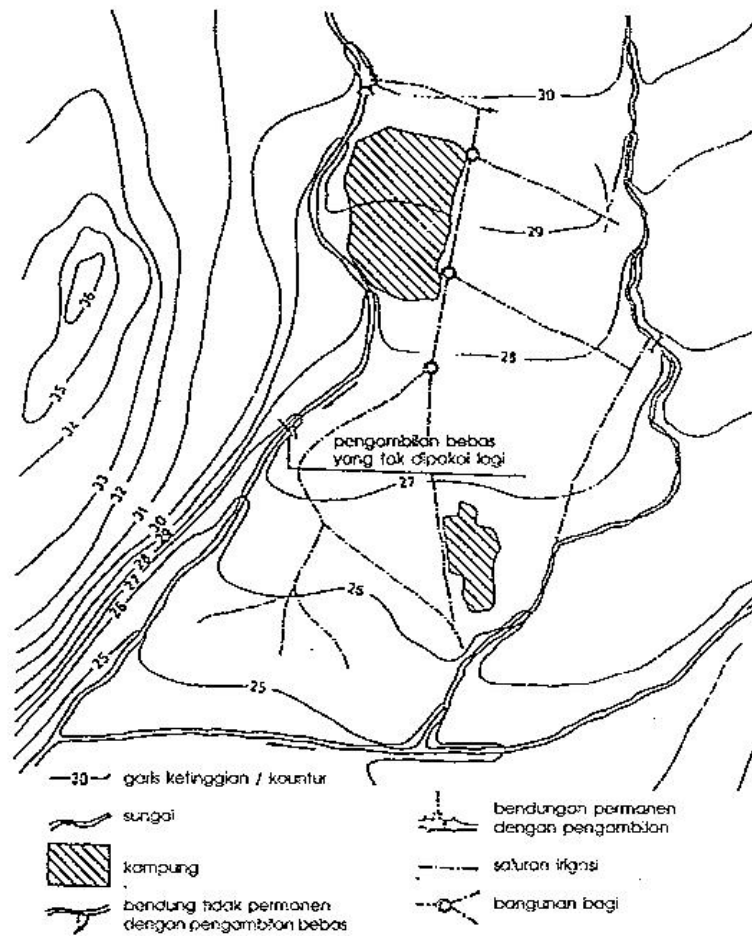 30
29
36
35
32
28
pengambilan bebas
yang tak dipakai lagi
27
33
32
31
30
29
28
27
26
25
25
—30— garis ketinggian / kountur
sungai
kampung
bendung tidak permanen
dengan pengambilan bebas
bendungan permanen
dengan pengambilan
saluran irigasi
bangunan bagi